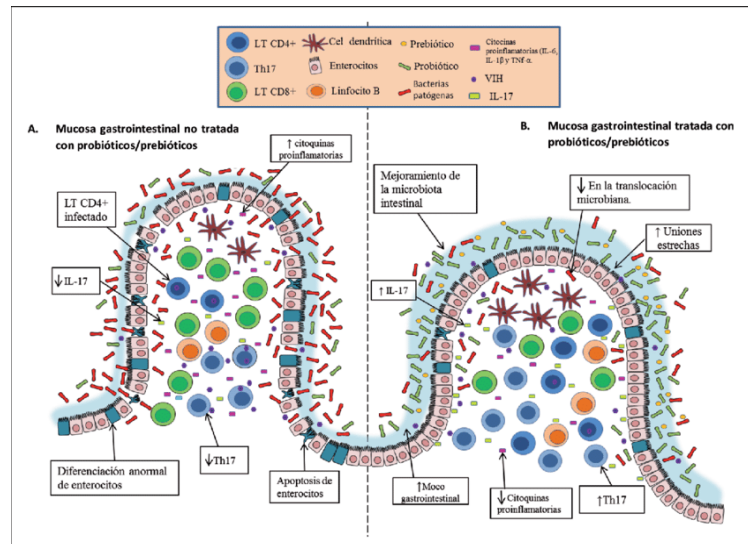 LT CD4+
Cel dendrítica
Prebiótico
Citocinas
proinflamatorias (IL-6,
IL-1β y TNf-α.
Th17
Enterocitos
Probiótico
VIH
LT CD8+
Linfocito B
Bacterias
patógenas
IL-17
A. Mucosa gastrointestinal no tratada
con probióticos/prebióticos
B. Mucosa gastrintestinal tratada con
probióticos/prebióticos
↑ citoquinas
proinflamatorias
LT CD4+
infectado
↓IL-17
Diferenciación anormal
de enterocitos
↓Th17
Apoptosis de
enterocitos
Mejoramiento de
la microbiota
intestinal
↓ En la translocación
microbiana.
↑ Uniones
estrechas
↑ IL-17
↑Moco
gastrointestinal
↓ Citoquinas
proinflamatorias
↑Th17